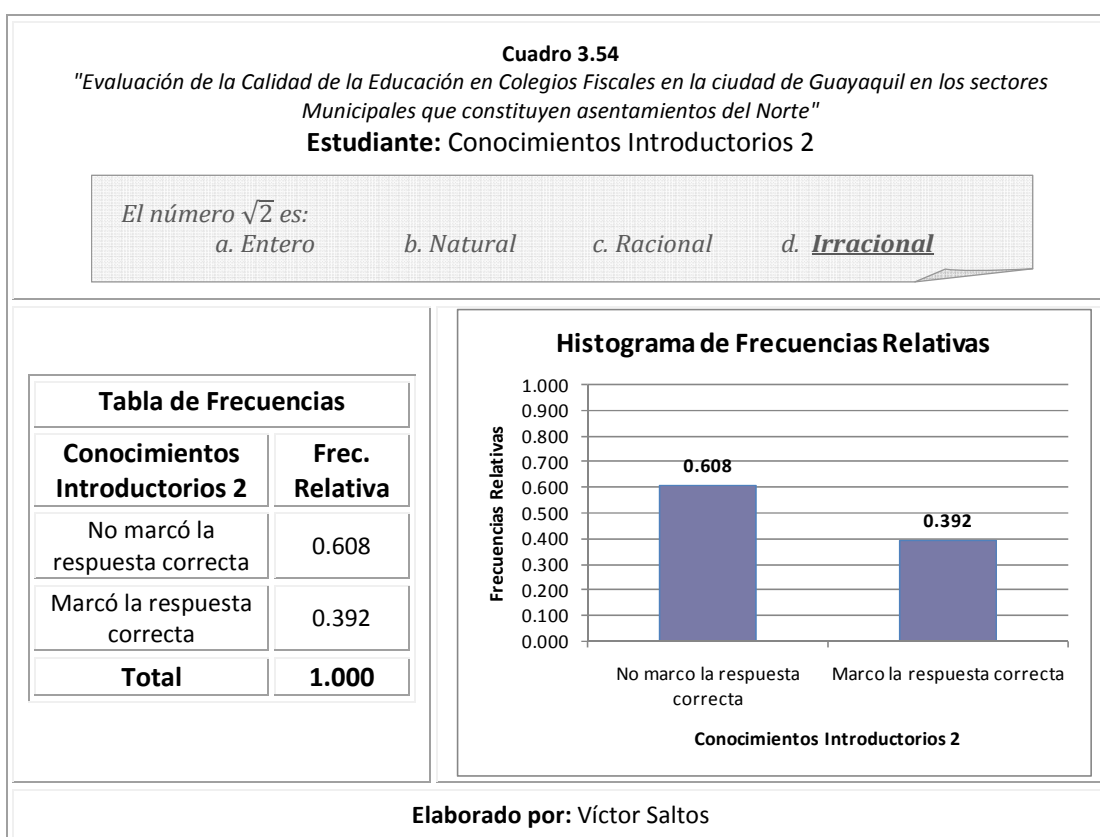 Cuadro 3.54
"Evaluación de la Calidad de la Educación en Colegios Fiscales en la ciudad de Guayaquil en los sectores
Municipales que constituyen asentamientos del Norte"
Estudiante: Conocimientos Introductorios 2
El número √2 es:
a. Entero b. Natural c. Racional d. Irracional
Tabla de Frecuencias
Conocimientos
Introductorios 2
Frec.
Relativa
No marcó la
respuesta correcta
0.608
Marcó la respuesta
correcta
0.392
Total 1.000
Histograma de Frecuencias Relativas
Frecuencias Relativas
1.000
0.900
0.800
0.700
0.600
0.500
0.400
0.300
0.200
0.100
0.000
0.608
0.392
No marco la respuesta
correcta
Marco la respuesta correcta
Conocimientos Introductorios 2
Elaborado por: Víctor Saltos